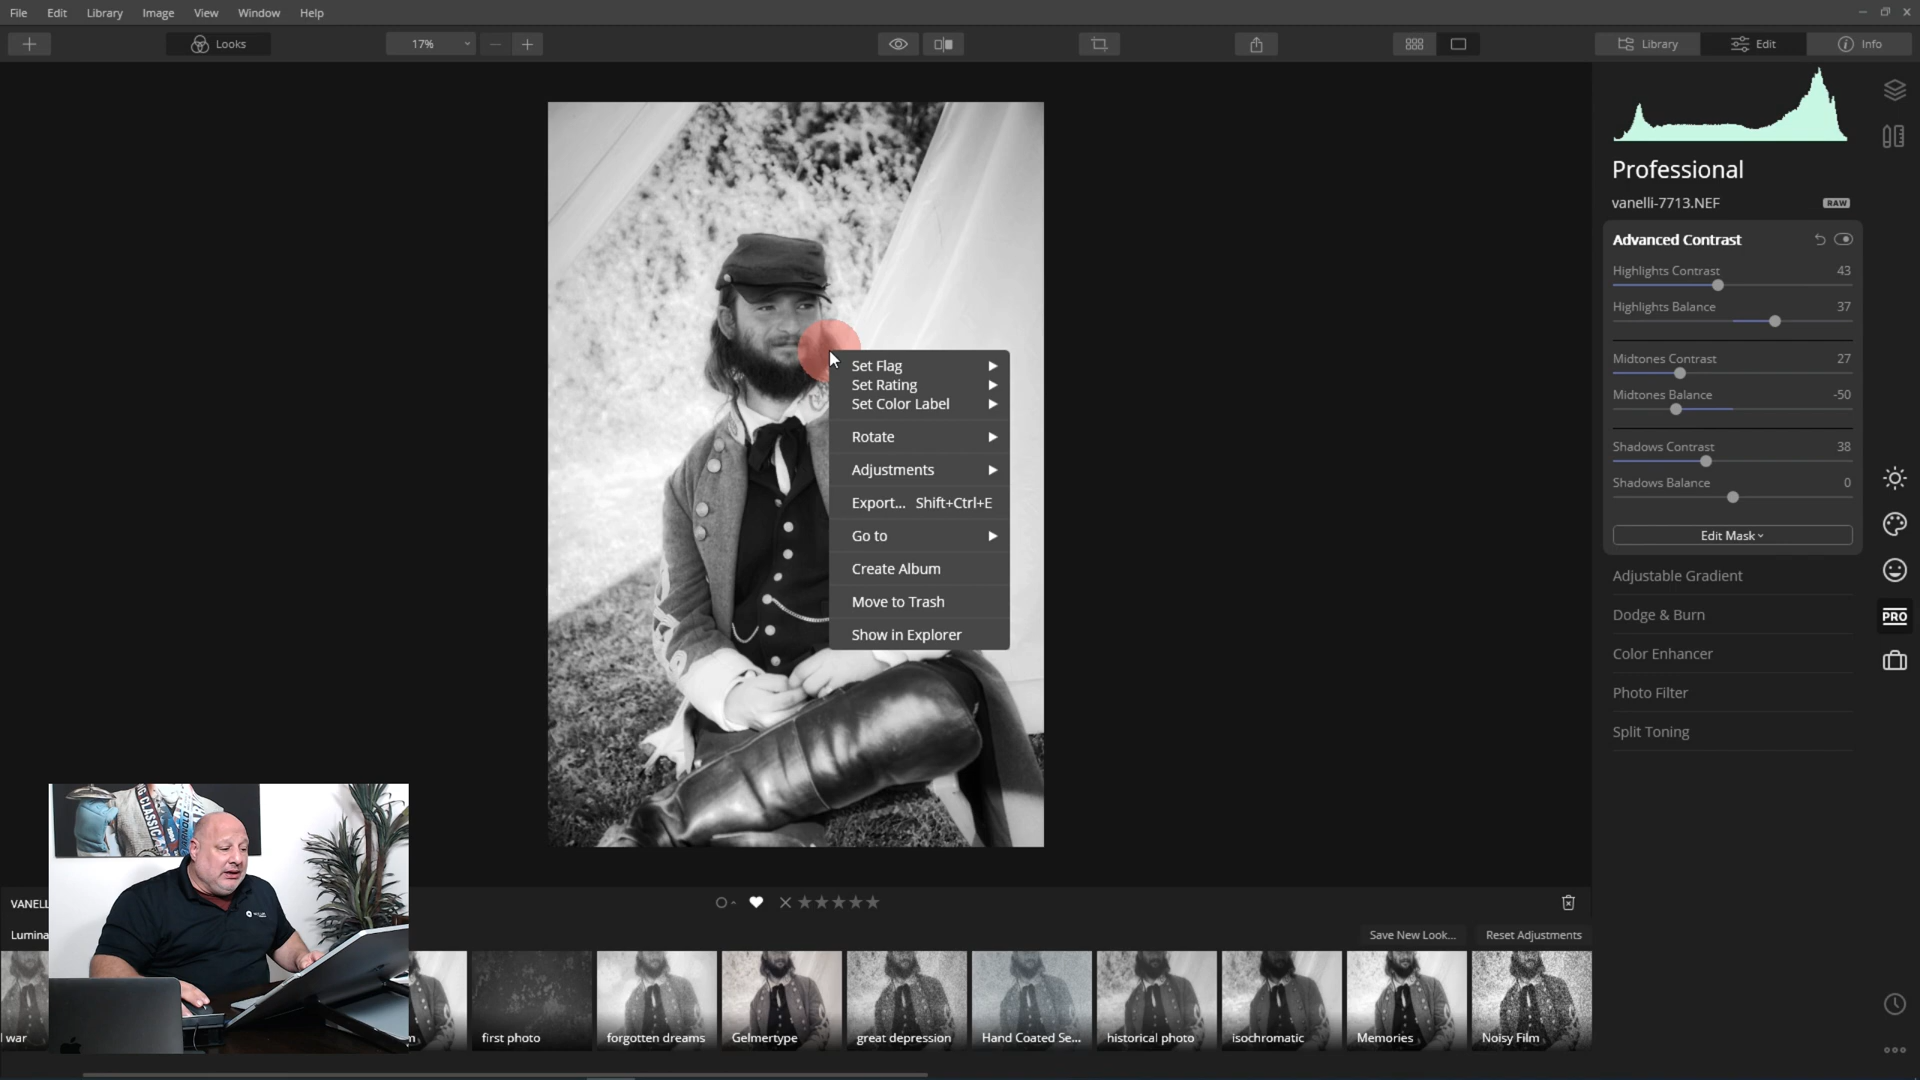 File Edit Library Image View Window Help
Looks 17% Library Edit Info
Professional
vanelli-7713.NEF RAW
Advanced Contrast
Highlights Contrast 43
Highlights Balance 37
Midtones Contrast 27
Midtones Balance -50
Shadows Contrast 38
Shadows Balance 0
Edit Mask
Adjustable Gradient
Dodge & Burn
Color Enhancer
Photo Filter
Split Toning
PRO
Set Flag
Set Rating
Set Color Label
Rotate
Adjustments
Export... Shift+Ctrl+E
Go to
Create Album
Move to Trash
Show in Explorer
CLASSIC
ARNOLD
VANELL
Lumina
Save New Look... Reset Adjustments
l war
first photo
forgotten dreams
Gelmertype
great depression
Hand Coated Se...
historical photo
isochromatic
Memories
Noisy Film